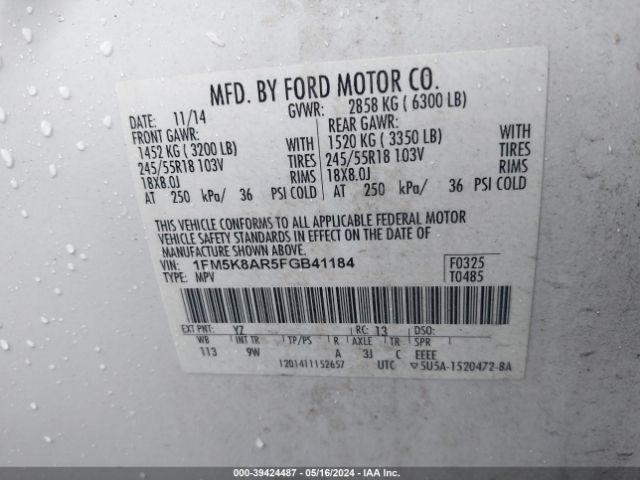 MFD. BY FORD MOTOR CO.
DATE: 11/14 GVWR: 2858 KG ( 6300 LB)
FRONT GAWR: REAR GAWR:
1452 KG ( 3200 LB) WITH 1520 KG ( 3350 LB) WITH
245/55R18 103V TIRES 245/55R18 103V TIRES
18X8.0J RIMS 18X8.0J RIMS
AT 250 kPa/ 36 PSI COLD AT 250 kPa/ 36 PSI COLD
THIS VEHICLE CONFORMS TO ALL APPLICABLE FEDERAL MOTOR
VEHICLE SAFETY STANDARDS IN EFFECT ON THE DATE OF
MANUFACTURE SHOWN ABOVE.
VIN: 1FM5K8AR5FGB41184 F0325
TYPE: MPV T0485
EXT PNT: YZ RC: 13 DSO:
WB INT TR TP/PS R AXLE TR SPR
113 9W A 3J C EEEE
1201411152657 UTC ▽5U5A-1520472-BA
000-39424487 - 05/16/2024 - IAA Inc.